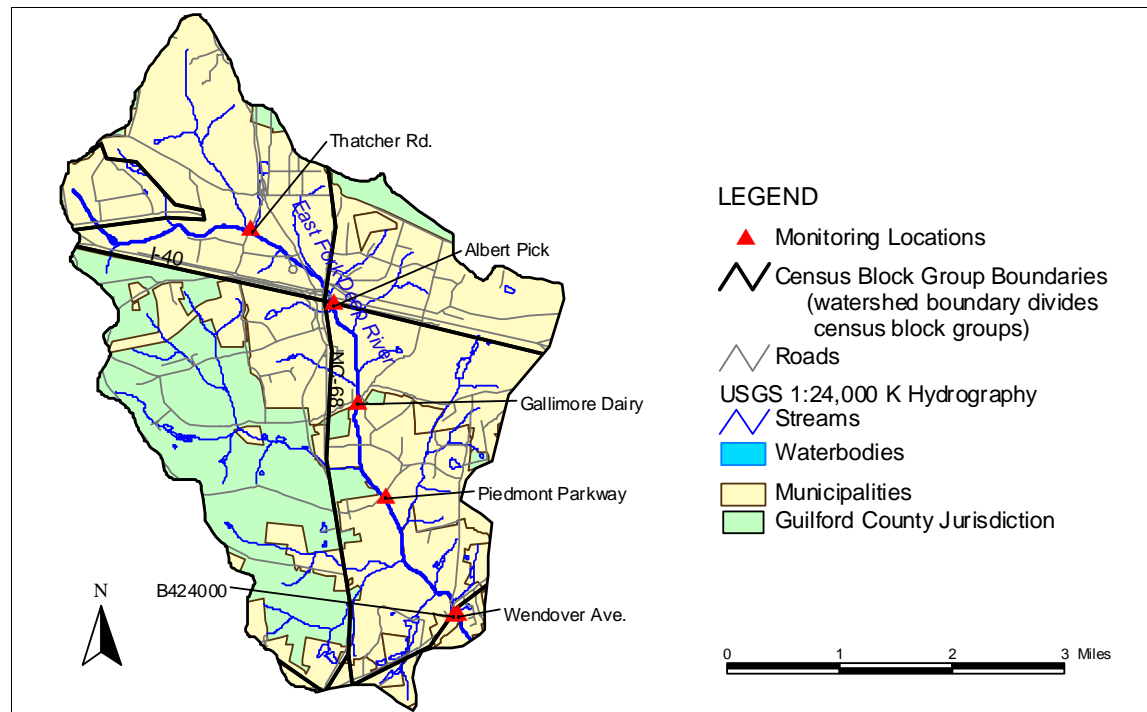 Thatcher Rd.
East Fork Deep River
Albert Pick
I-40
NC-68
Gallimore Dairy
Piedmont Parkway
B424000
Wendover Ave.
N
LEGEND
Monitoring Locations
Census Block Group Boundaries
(watershed boundary divides
census block groups)
Roads
USGS 1:24,000 K Hydrography
Streams
Waterbodies
Municipalities
Guilford County Jurisdiction
0 1 2 3 Miles